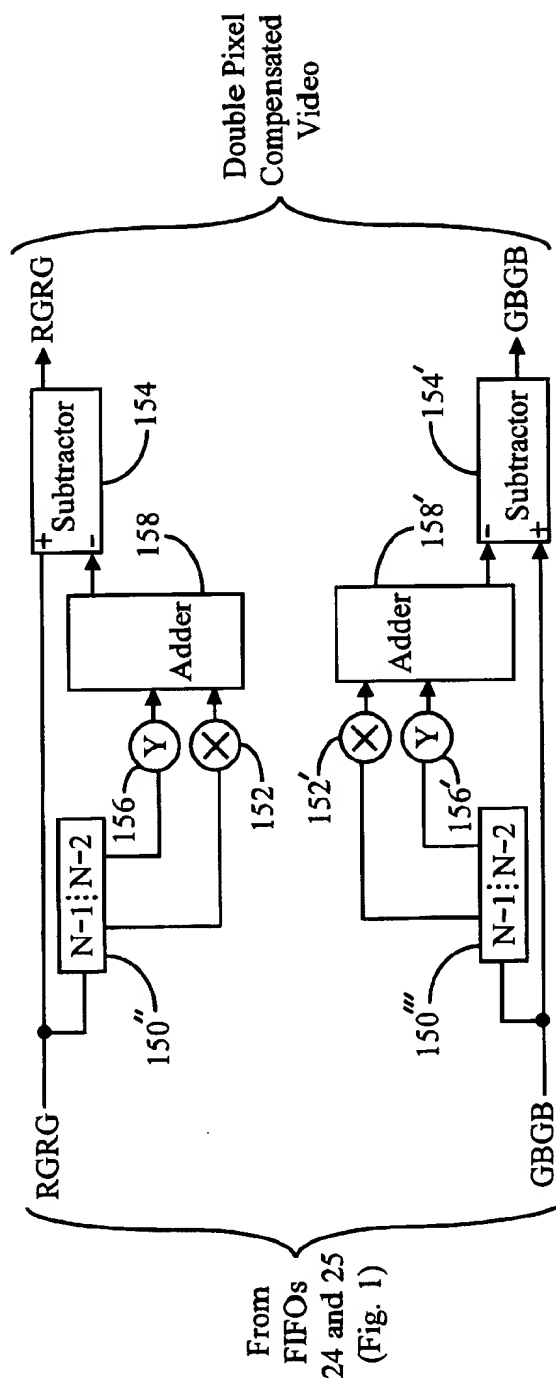 From
FIFOs
24 and 25
(Fig. 1)
RGRG
150″
N-1 N-2
156
Y
152
X
158
Adder
+
-
Subtractor
154
RGRG
GBGB
150‴
N-1 N-2
152′
X
156′
Y
158′
Adder
-
+
Subtractor
154′
GBGB
Double Pixel
Compensated
Video